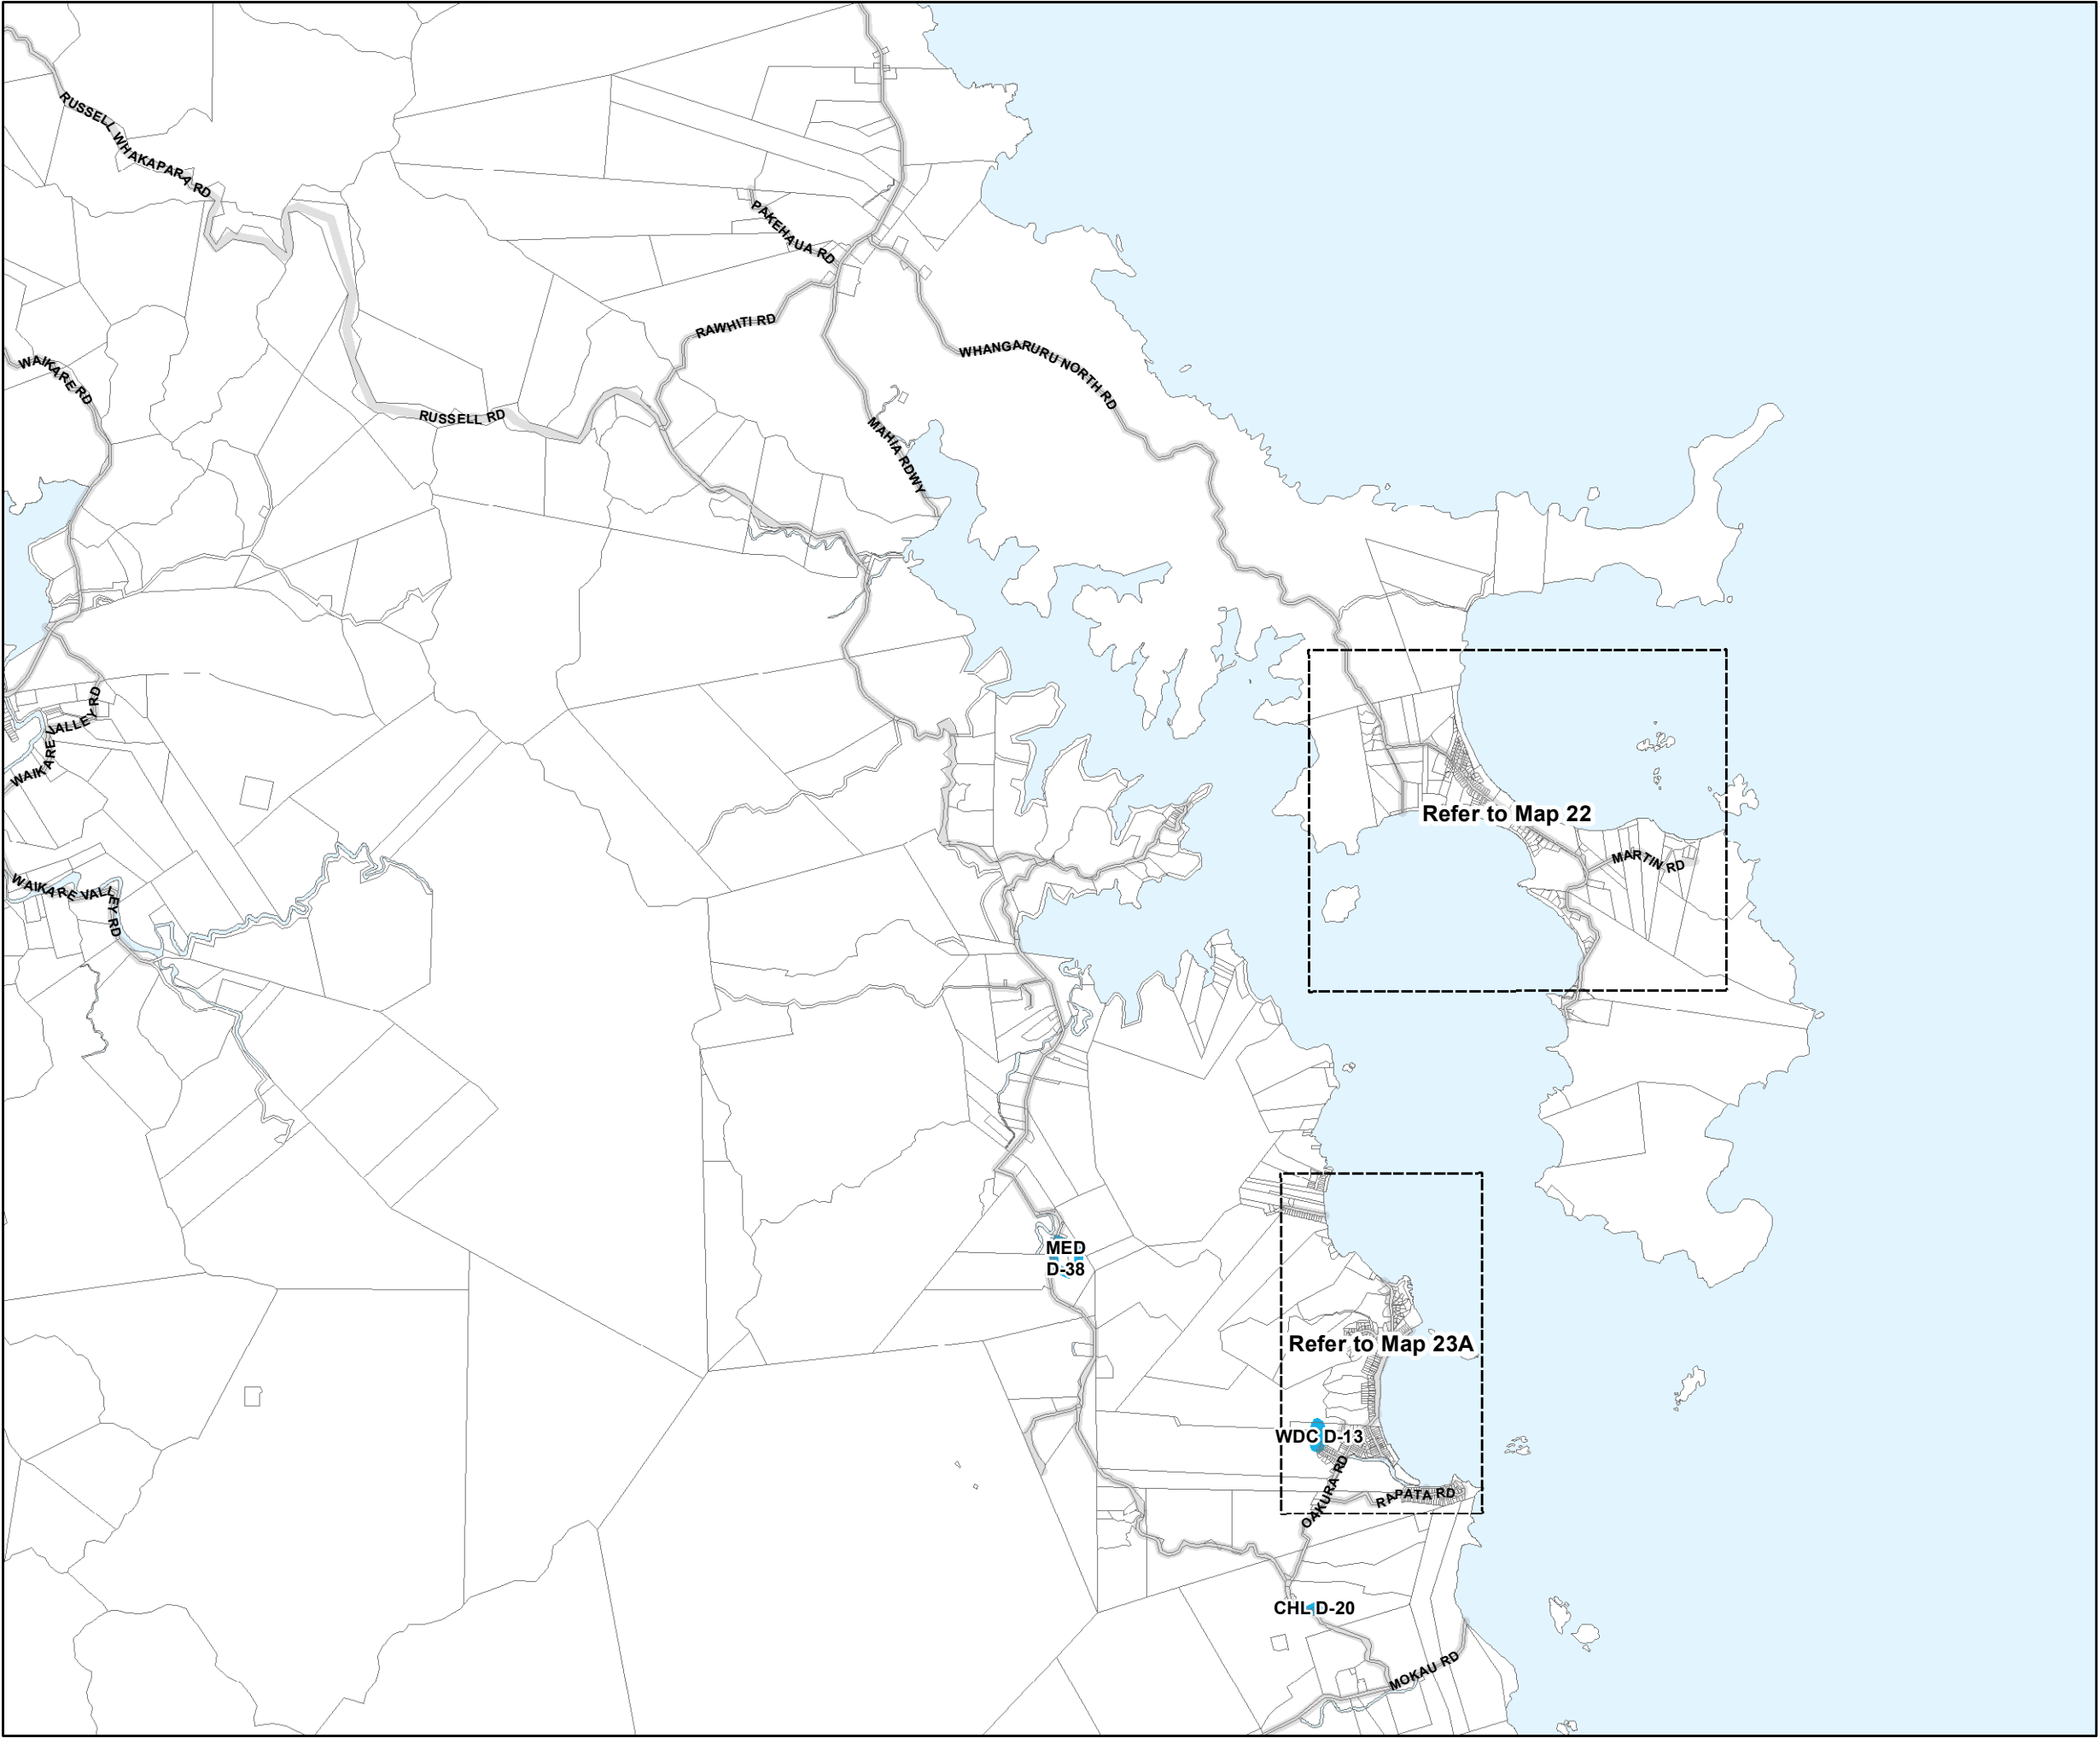 RUSSELL WHAKAPARA RD
PAKEHAUA RD
RAWHITI RD
WHANGARURU NORTH RD
WAIKARE RD
RUSSELL RD
MAHIA RDWY
WAIKARE VALLEY RD
Refer to Map 22
MARTIN RD
WAIKARE VALLEY RD
MED
D-38
Refer to Map 23A
WDC D-13
OAKURA RD
RAPATA RD
CHL D-20
MOKAU RD